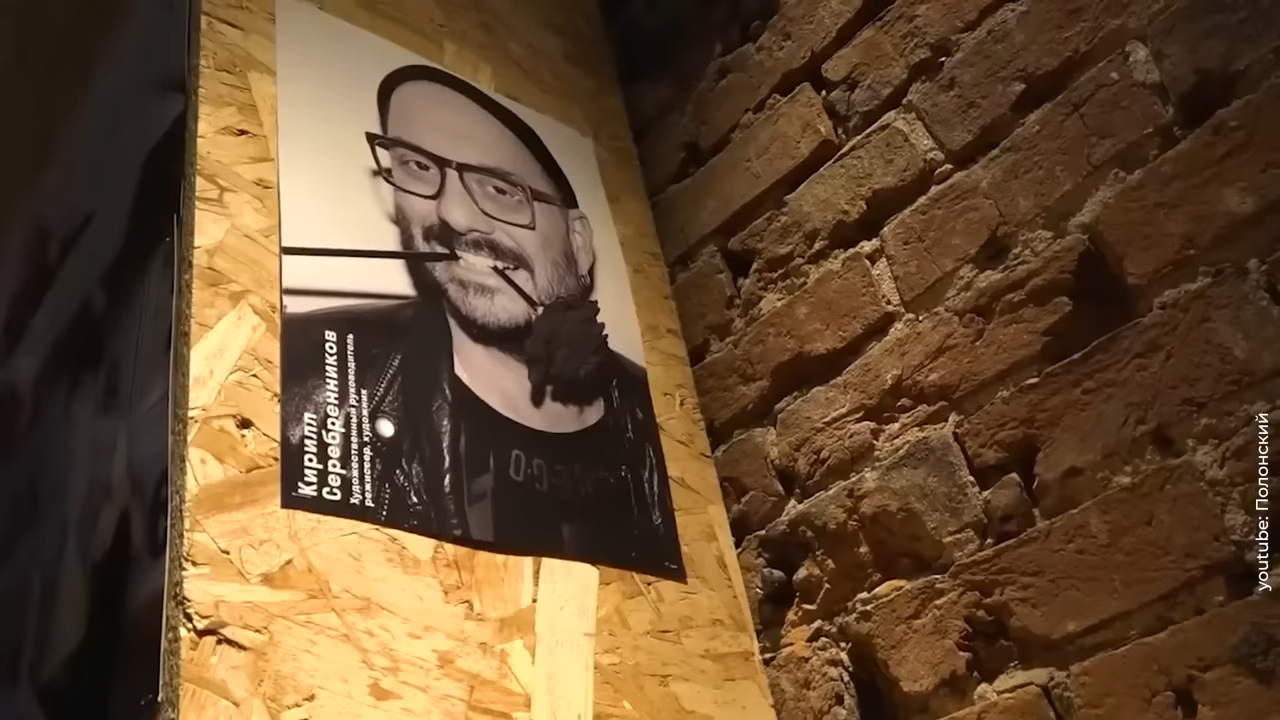 Кирилл
Серебренников
Художественный руководитель
режиссер, художник
youtube: Полонский